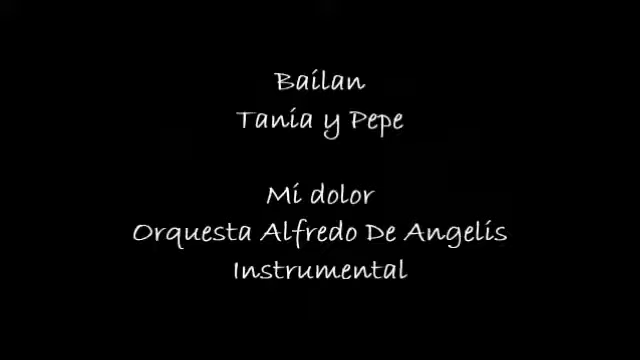 Bailan
Tania y Pepe
Mi dolor
Orquesta Alfredo De Angelis
Instrumental